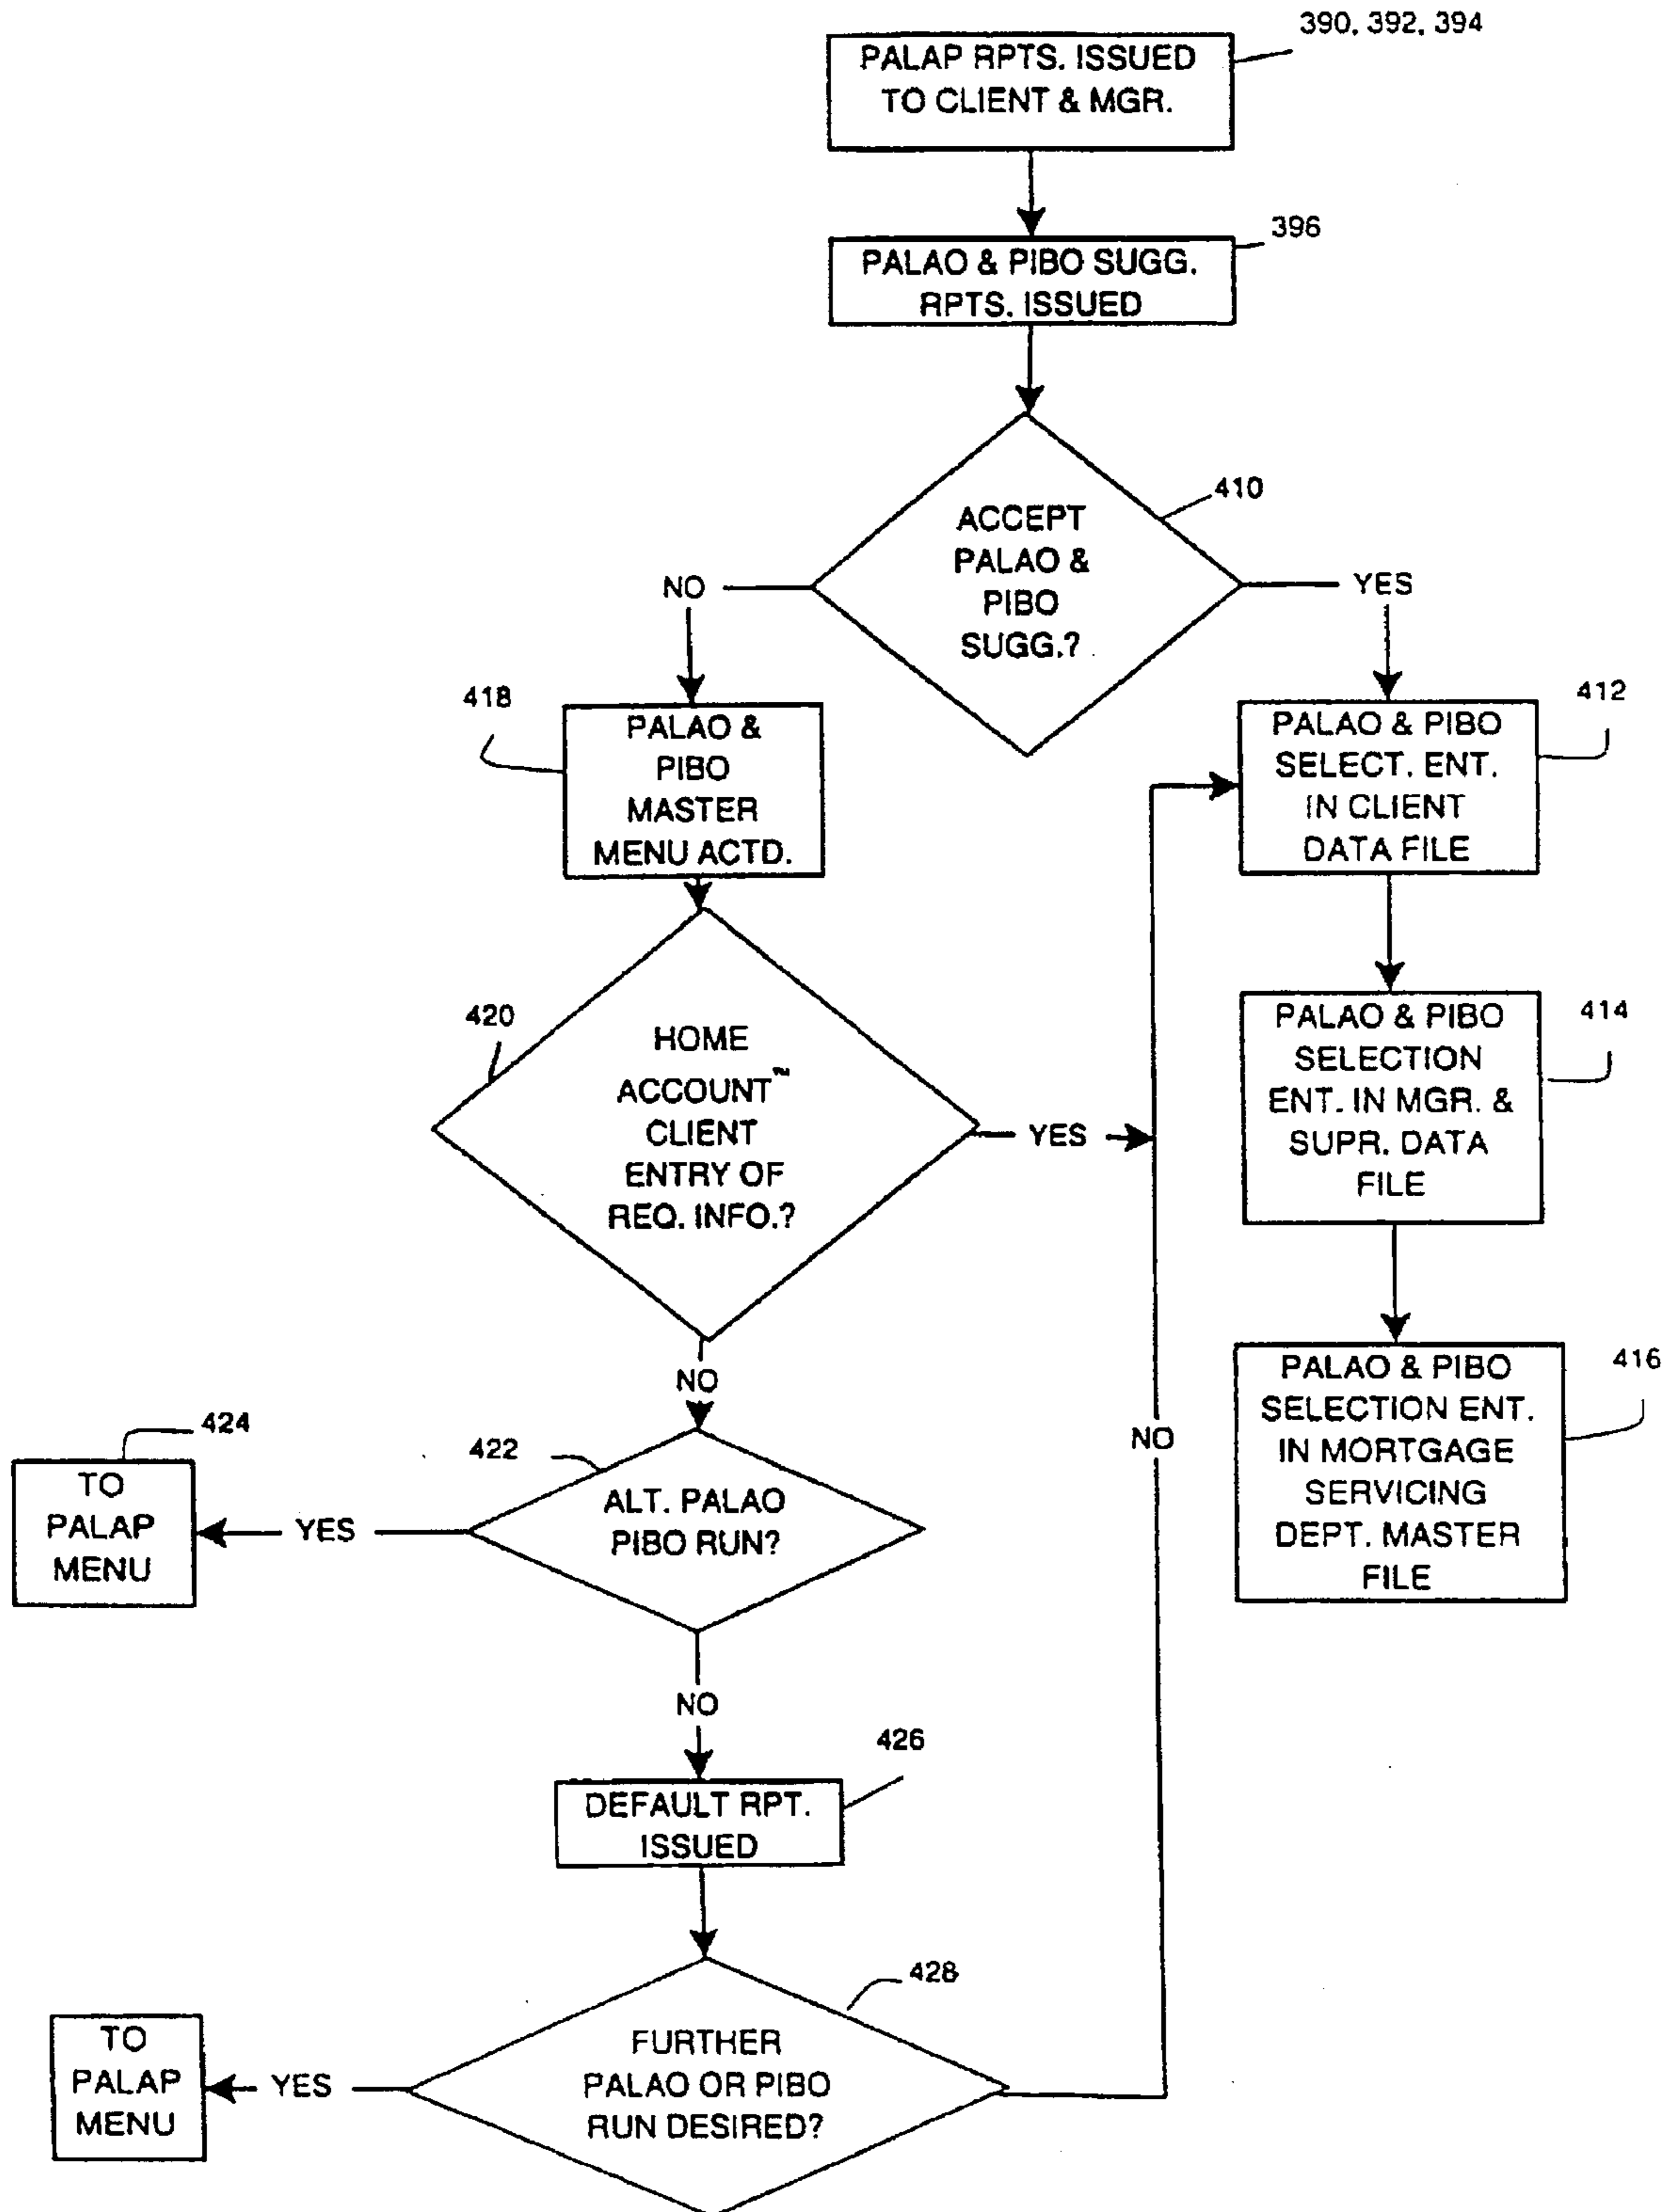 390, 392, 394
PALAP RPTS. ISSUED
TO CLIENT & MGR.
396
PALAO & PIBO SUGG.
RPTS. ISSUED
410
ACCEPT
PALAO &
PIBO
SUGG.?
NO
YES
418
PALAO &
PIBO
MASTER
MENU ACTD.
412
PALAO & PIBO
SELECT. ENT.
IN CLIENT
DATA FILE
420
HOME
ACCOUNT™
CLIENT
ENTRY OF
REQ. INFO.?
YES
414
PALAO & PIBO
SELECTION
ENT. IN MGR. &
SUPR. DATA
FILE
NO
416
PALAO & PIBO
SELECTION ENT.
IN MORTGAGE
SERVICING
DEPT. MASTER
FILE
NO
424
TO
PALAP
MENU
YES
422
ALT. PALAO
PIBO RUN?
NO
426
DEFAULT RPT.
ISSUED
428
FURTHER
PALAO OR PIBO
RUN DESIRED?
YES
TO
PALAP
MENU